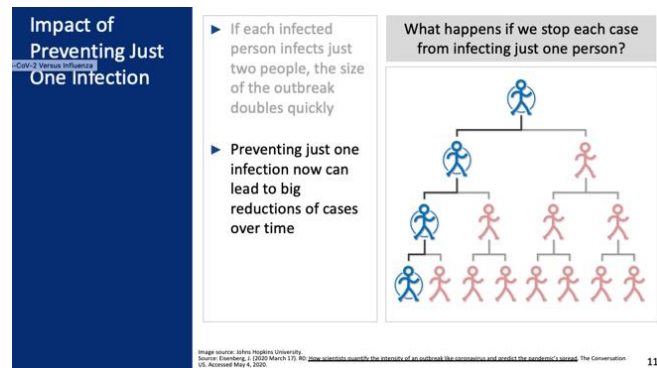 Impact of
Preventing Just
-CoV-2 Versus Influenza
One Infection
► If each infected
person infects just
two people, the size
of the outbreak
doubles quickly
► Preventing just one
infection now can
lead to big
reductions of cases
over time
What happens if we stop each case
from infecting just one person?
Image source: Johns Hopkins University.
Source: Eisenberg, J. (2020 March 17). R0: How scientists quantify the intensity of an outbreak like coronavirus and predict the pandemic's spread. The Conversation
US. Accessed May 4, 2020.
11